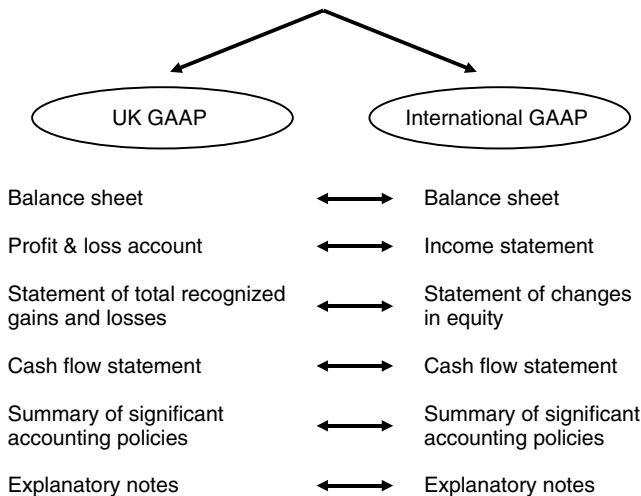 UK GAAP
International GAAP
Balance sheet
Balance sheet
Profit & loss account
Income statement
Statement of total recognized
gains and losses
Statement of changes
in equity
Cash flow statement
Cash flow statement
Summary of significant
accounting policies
Summary of significant
accounting policies
Explanatory notes
Explanatory notes